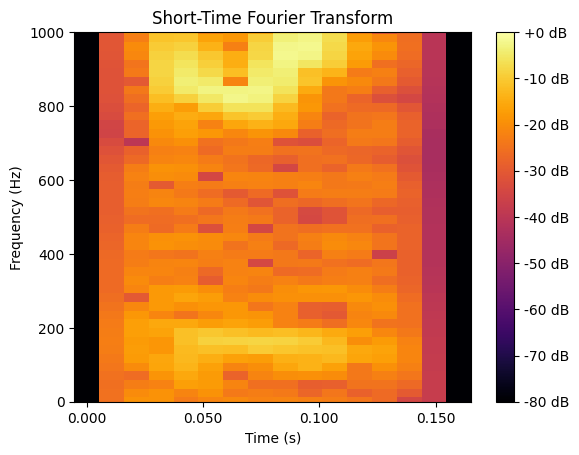 Short-Time Fourier Transform
1000
800
600
400
200
0
Frequency (Hz)
0.000
0.050
0.100
0.150
Time (s)
+0 dB
-10 dB
-20 dB
-30 dB
-40 dB
-50 dB
-60 dB
-70 dB
-80 dB